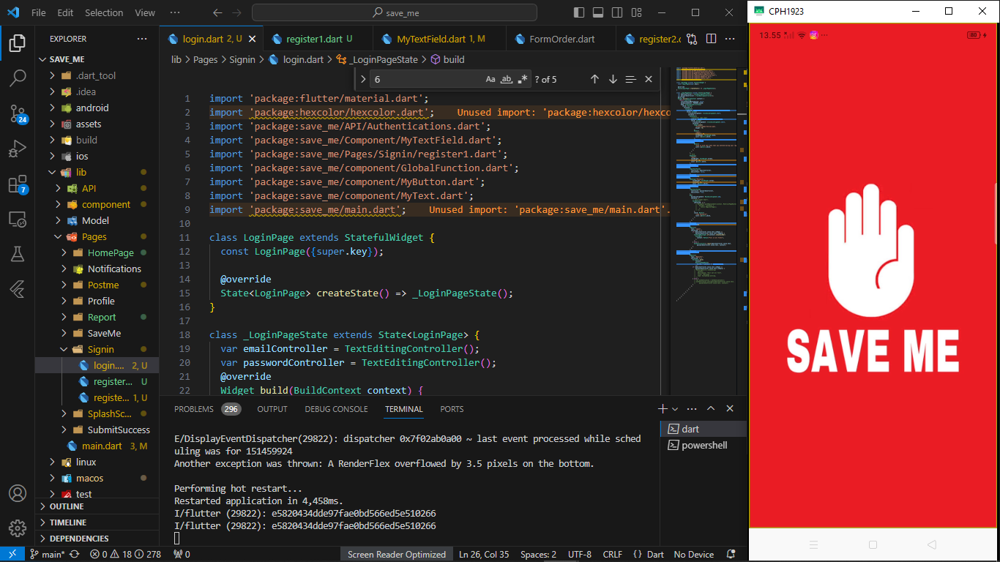 File Edit Selection View ··· save_me
EXPLORER ···
SAVE_ME
.dart_tool
.idea
android
assets
build
ios
lib
API
component
Model
Pages
HomePage
Notifications
Postme
Profile
Report
SaveMe
Signin
login.... 2, U
register... U
registe... 1, U
SplashSc...
SubmitSuccess
main.dart 3, M
linux
macos
test
OUTLINE
TIMELINE
DEPENDENCIES
24
7
login.dart 2, U register1.dart U MyTextField.dart 1, M FormOrder.dart register2.c
lib > Pages > Signin > login.dart > _LoginPageState > build
6 Aa ab .* ? of 5
1 import 'package:flutter/material.dart';
2 import 'package:hexcolor/hexcolor.dart'; Unused import: 'package:hexcolor/hexco
3 import 'package:save_me/API/Authentications.dart';
4 import 'package:save_me/Component/MyTextField.dart';
5 import 'package:save_me/Pages/Signin/register1.dart';
6 import 'package:save_me/component/GlobalFunction.dart';
7 import 'package:save_me/component/MyButton.dart';
8 import 'package:save_me/component/MyText.dart';
9 import 'package:save_me/main.dart'; Unused import: 'package:save_me/main.dart'.
10
11 class LoginPage extends StatefulWidget {
12 const LoginPage({super.key});
13
14 @override
15 State<LoginPage> createState() => _LoginPageState();
16 }
17
18 class _LoginPageState extends State<LoginPage> {
19 var emailController = TextEditingController();
20 var passwordController = TextEditingController();
21 @override
22 Widget build(BuildContext context) {
PROBLEMS 296 OUTPUT DEBUG CONSOLE TERMINAL PORTS
E/DisplayEventDispatcher(29822): dispatcher 0x7f02ab0a00 ~ last event processed while sched
uling was for 151459924
Another exception was thrown: A RenderFlex overflowed by 3.5 pixels on the bottom.
Performing hot restart...
Restarted application in 4,458ms.
I/flutter (29822): e5820434dde97fae0bd566ed5e510266
I/flutter (29822): e5820434dde97fae0bd566ed5e510266
dart
powershell
main* 0 18 278 0 Screen Reader Optimized Ln 26, Col 35 Spaces: 2 UTF-8 CRLF {} Dart No Device
CPH1923
13.55 ··· 80
SAVE ME